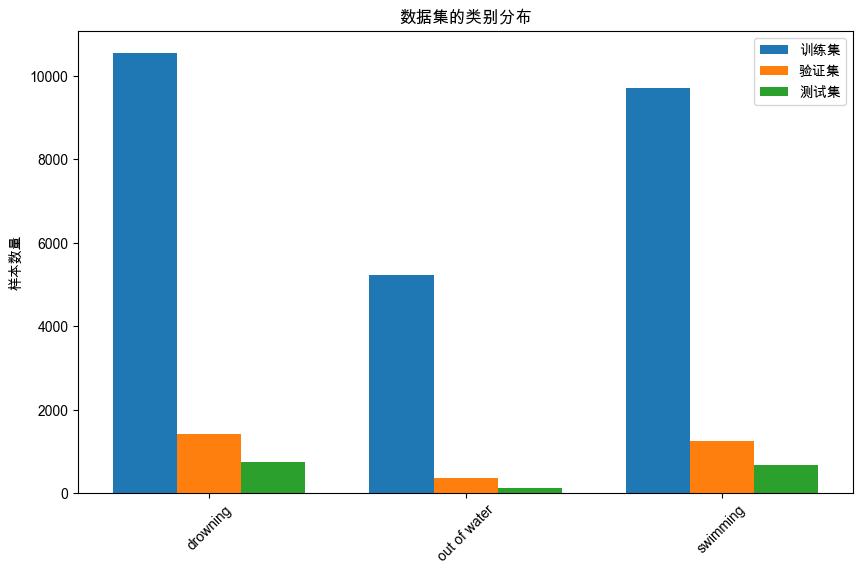 数据集的类别分布
训练集
验证集
测试集
样本数量
10000
8000
6000
4000
2000
0
drowning
out of water
swimming